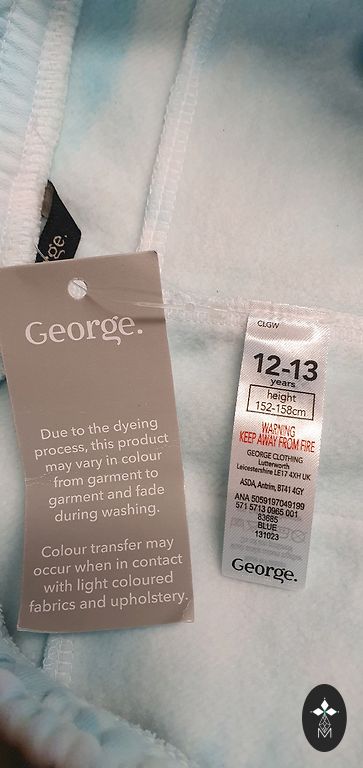 ge.
George.
Due to the dyeing
process, this product
may vary in colour
from garment to
garment and fade
during washing.
Colour transfer may
occur when in contact
with light coloured
fabrics and upholstery.
CLGW
12-13
years
height
152-158cm
WARNING
KEEP AWAY FROM FIRE
GEORGE CLOTHING
Lutterworth
Leicestershire LE17 4XH UK
ASDA, Antrim, BT41 4GY
ANA 5059197049199
571 5713 0965 001
83685
BLUE
131023
George.
M